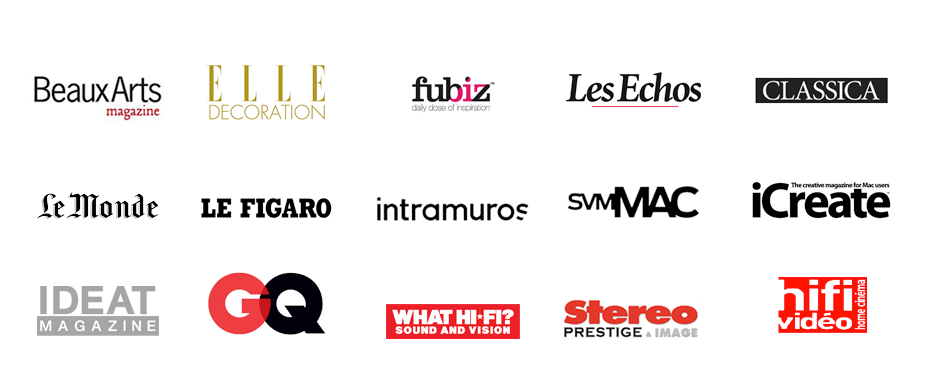 BeauxArts
magazine
ELLE
DECORATION
fubiz™
daily dose of inspiration
Les Echos
CLASSICA
Le Monde
LE FIGARO
intramuros
SVMMAC
The creative magazine for Mac users
iCreate
IDEAT
MAGAZINE
GQ
WHAT HI★FI?
SOUND AND VISION
Stereo
PRESTIGE & IMAGE
hifi
vidéo
home cinéma